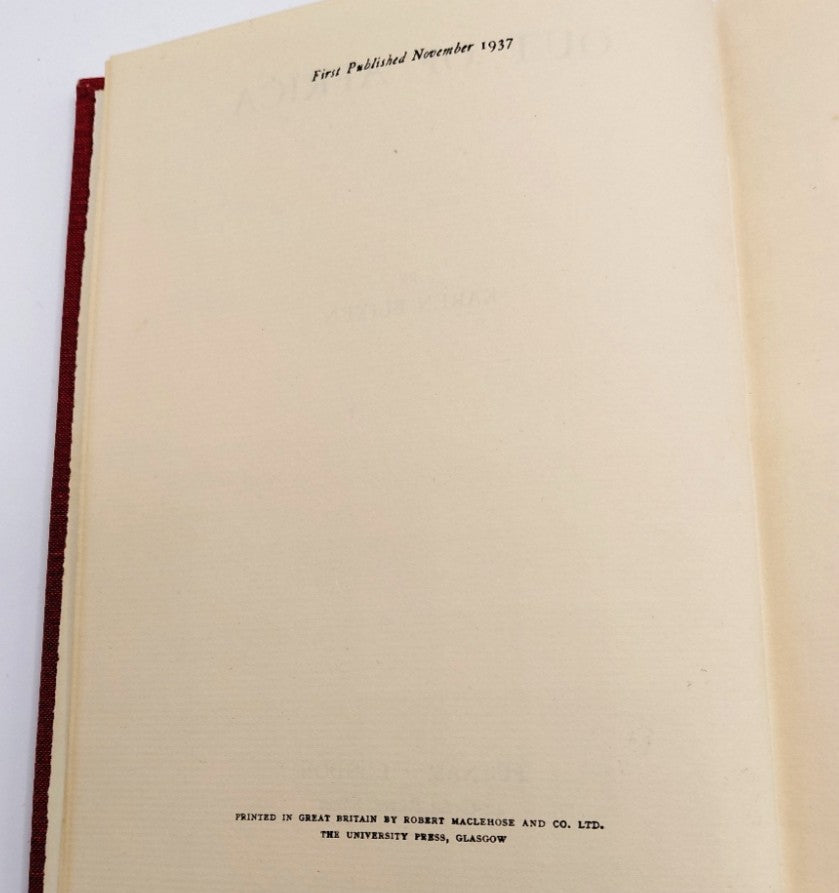 First Published November 1937
PRINTED IN GREAT BRITAIN BY ROBERT MACLEHOSE AND CO. LTD.
THE UNIVERSITY PRESS, GLASGOW